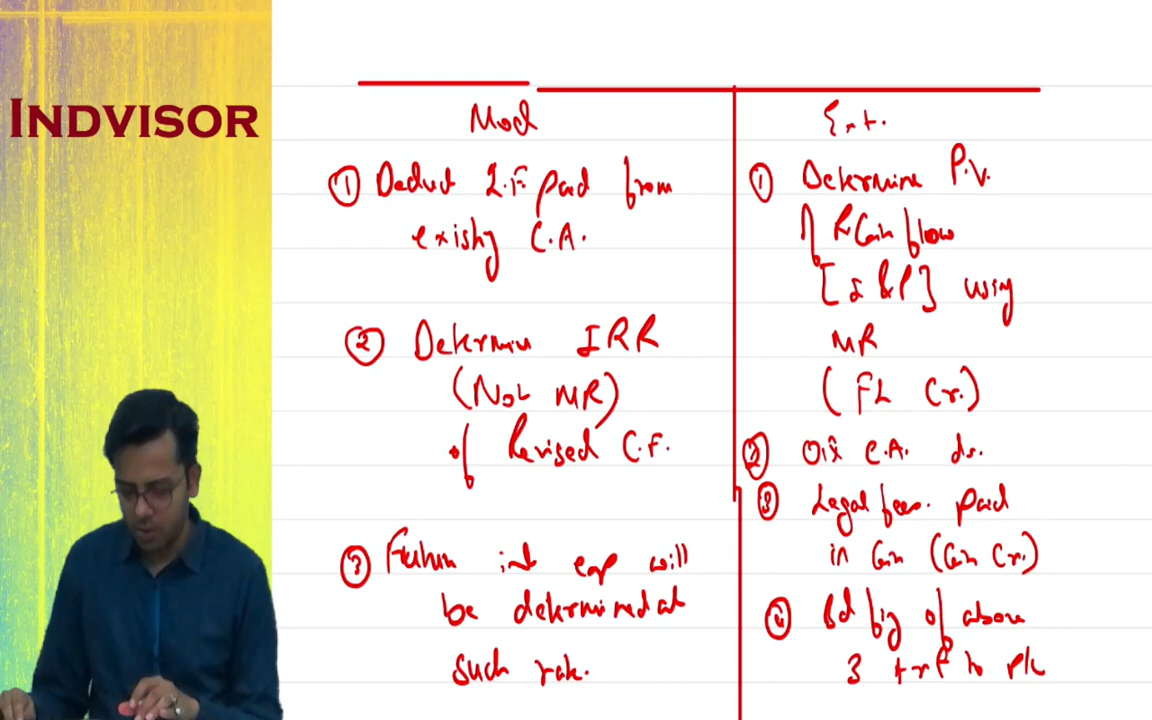 INDVISOR
Mod
① Deduct L.F. paid from
existing C.A.
② Determine IRR
(Not MR)
of Revised C.F.
③ Future int exp will
be determined at
such rate.
Ext.
① Determine P.V.
of R. Cash flow
[I & P] using
MR
(FL Cr.)
② Old C.A. dr.
③ Legal fees. paid
in Cash (Cash Cr.)
④ Bal fig of above
3 trf to P/L